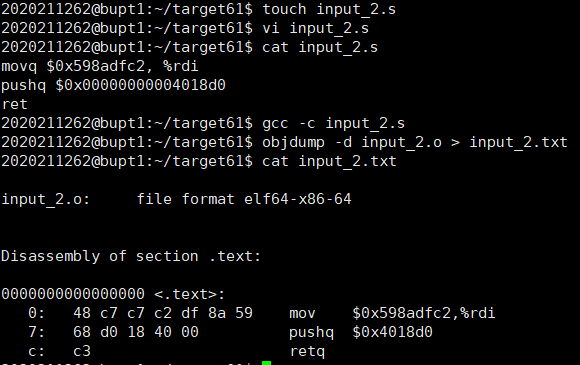 2020211262@bupt1:~/target61$ touch input_2.s
2020211262@bupt1:~/target61$ vi input_2.s
2020211262@bupt1:~/target61$ cat input_2.s
movq $0x598adfc2, %rdi
pushq $0x00000000004018d0
ret
2020211262@bupt1:~/target61$ gcc -c input_2.s
2020211262@bupt1:~/target61$ objdump -d input_2.o > input_2.txt
2020211262@bupt1:~/target61$ cat input_2.txt
input_2.o:     file format elf64-x86-64
Disassembly of section .text:
0000000000000000 <.text>:
   0:   48 c7 c7 c2 df 8a 59    mov    $0x598adfc2,%rdi
   7:   68 d0 18 40 00          pushq  $0x4018d0
   c:   c3                      retq